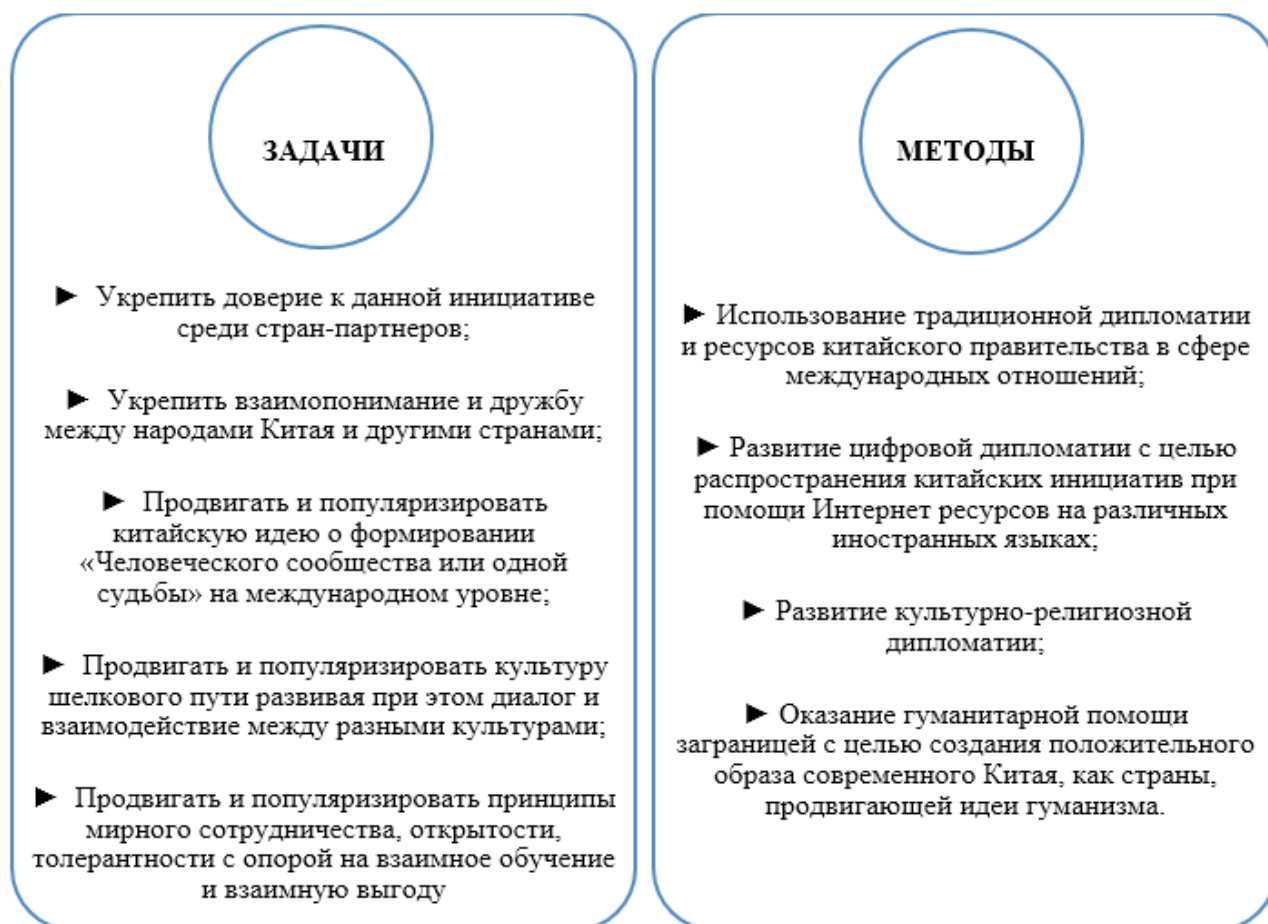 ЗАДАЧИ
► Укрепить доверие к данной инициативе
среди стран-партнеров;
► Укрепить взаимопонимание и дружбу
между народами Китая и другими странами;
► Продвигать и популяризировать
китайскую идею о формировании
«Человеческого сообщества или одной
судьбы» на международном уровне;
► Продвигать и популяризировать культуру
шелкового пути развивая при этом диалог и
взаимодействие между разными культурами;
► Продвигать и популяризировать принципы
мирного сотрудничества, открытости,
толерантности с опорой на взаимное обучение
и взаимную выгоду
МЕТОДЫ
► Использование традиционной дипломатии
и ресурсов китайского правительства в сфере
международных отношений;
► Развитие цифровой дипломатии с целью
распространения китайских инициатив при
помощи Интернет ресурсов на различных
иностранных языках;
► Развитие культурно-религиозной
дипломатии;
► Оказание гуманитарной помощи
заграницей с целью создания положительного
образа современного Китая, как страны,
продвигающей идеи гуманизма.